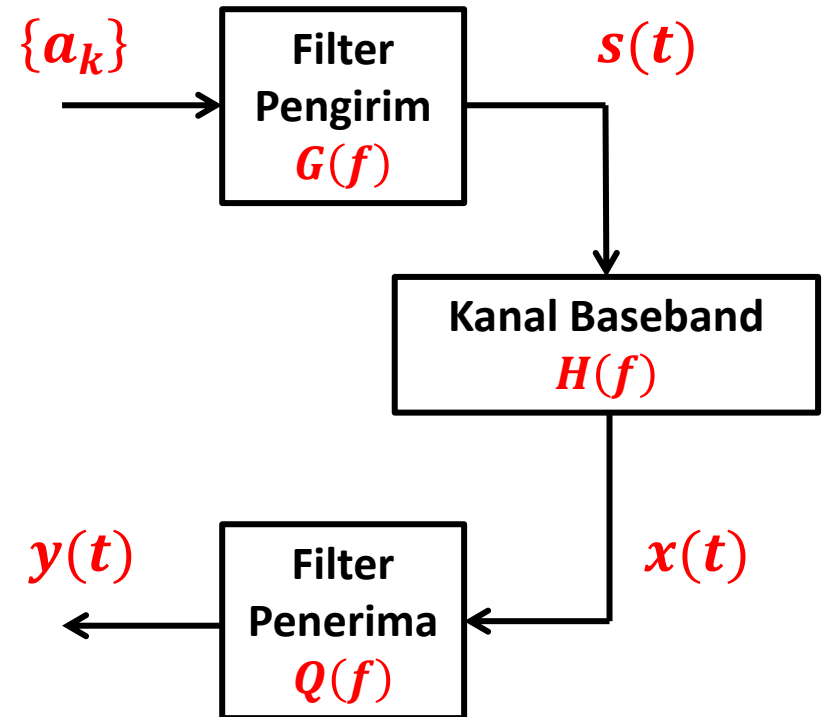 {a_k}
Filter
Pengirim
G(f)
s(t)
Kanal Baseband
H(f)
y(t)
Filter
Penerima
Q(f)
x(t)